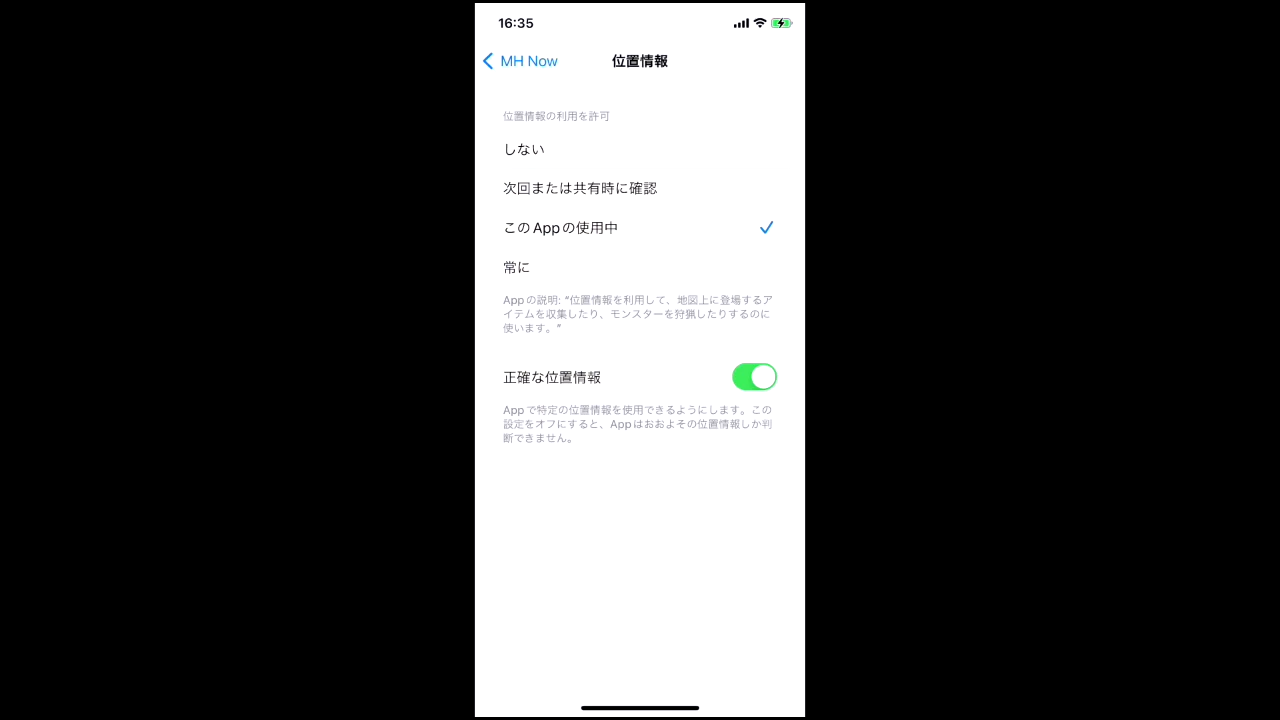 16:35
MH Now
位置情報
位置情報の利用を許可
しない
次回または共有時に確認
このAppの使用中
常に
Appの説明: “位置情報を利用して、地図上に登場するア
イテムを収集したり、モンスターを狩猟したりするのに
使います。”
正確な位置情報
Appで特定の位置情報を使用できるようにします。この
設定をオフにすると、Appはおおよその位置情報しか判
断できません。